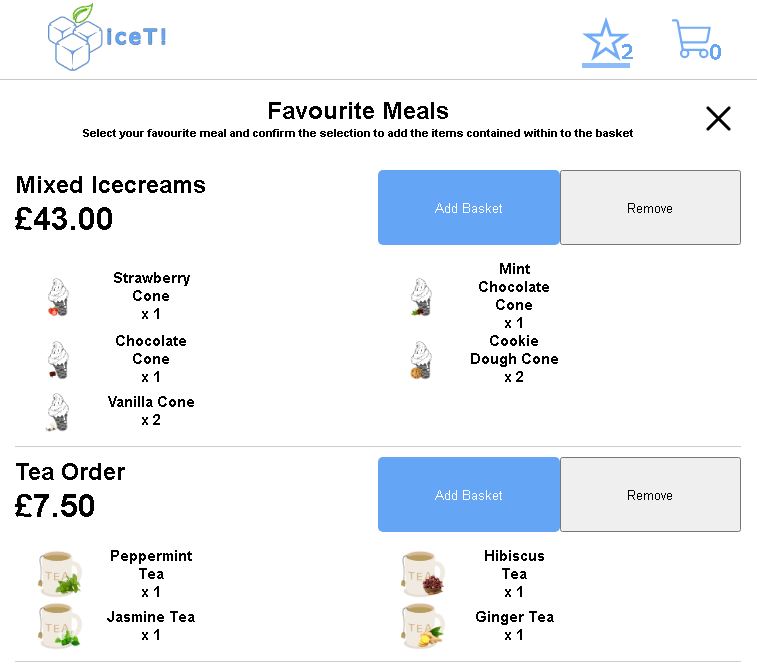 IceTI
2
0
Favourite Meals
Select your favourite meal and confirm the selection to add the items contained within to the basket
Mixed Icecreams
£43.00
Add Basket
Remove
Strawberry
Cone
x 1
Mint
Chocolate
Cone
x 1
Chocolate
Cone
x 1
Cookie
Dough Cone
x 2
Vanilla Cone
x 2
Tea Order
£7.50
Add Basket
Remove
TEA
Peppermint
Tea
x 1
TEA
Hibiscus
Tea
x 1
TEA
Jasmine Tea
x 1
TEA
Ginger Tea
x 1